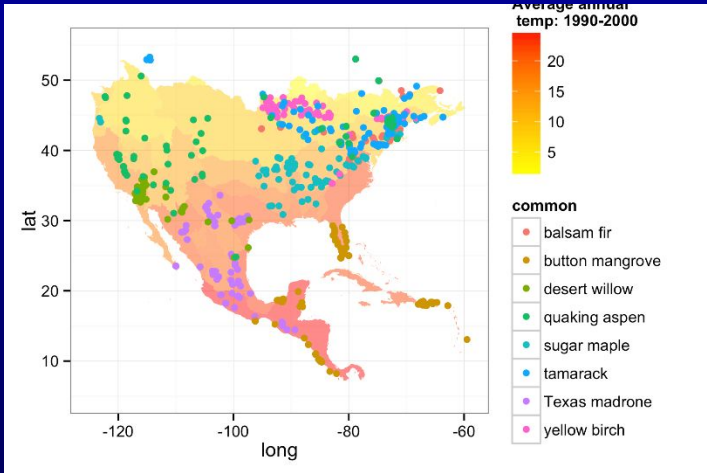 Average annual
temp: 1990-2000
20
15
10
5
common
balsam fir
button mangrove
desert willow
quaking aspen
sugar maple
tamarack
Texas madrone
yellow birch
lat
50
40
30
20
10
-120
-100
-80
-60
long